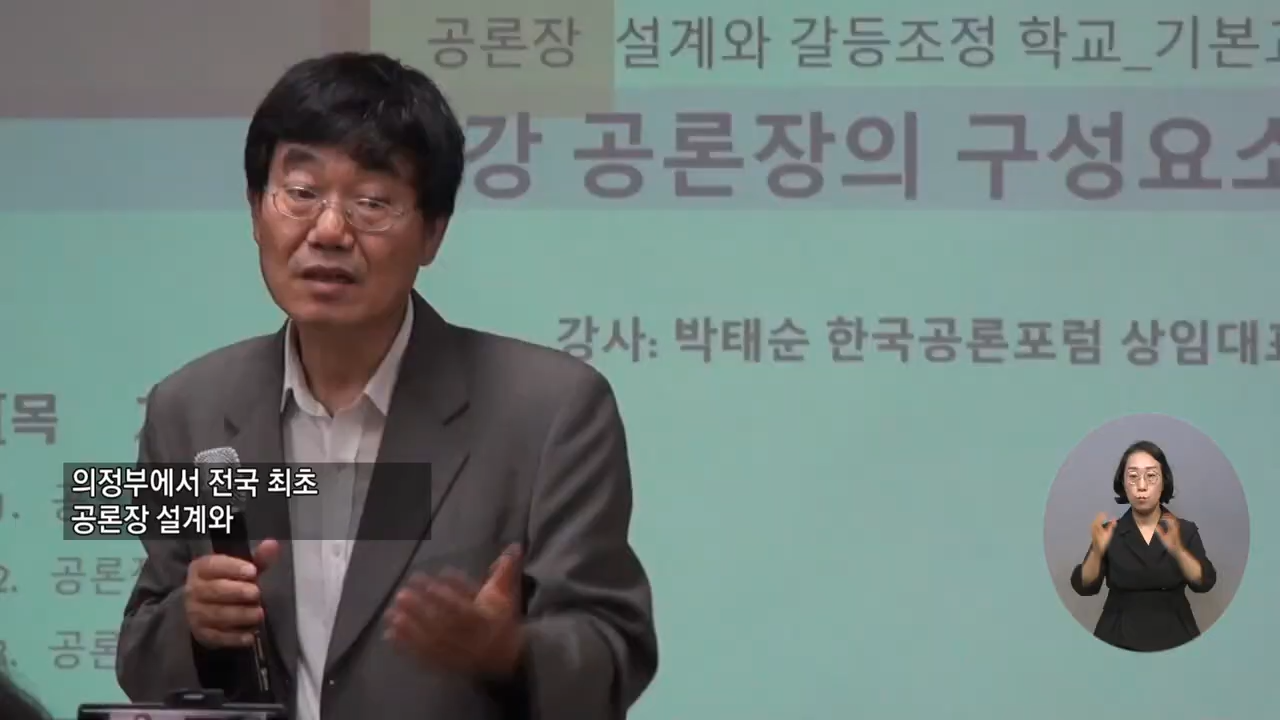 공론장 설계와 갈등조정 학교_기본
강 공론장의 구성요소
강사: 박태순 한국공론포럼 상임대표
목
의정부에서 전국 최초
공론장 설계와
2. 공론
3. 공론